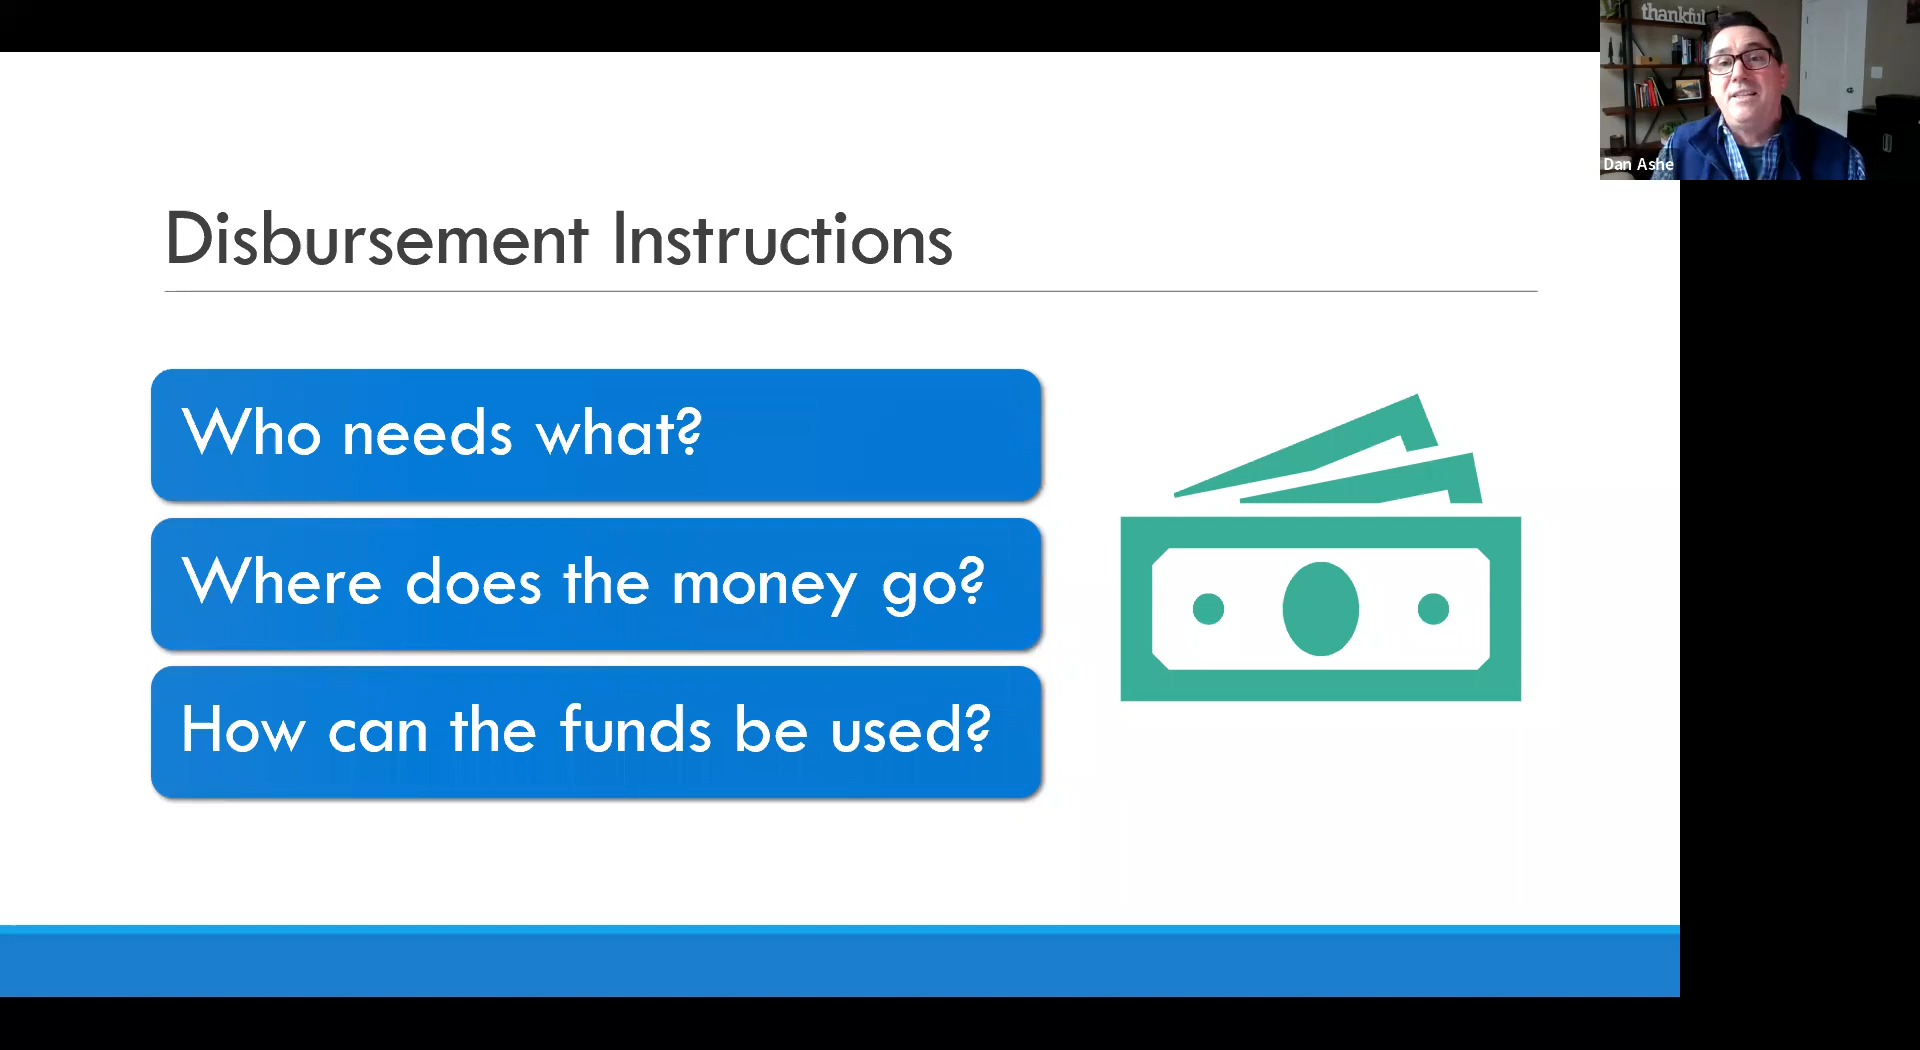 thankful
Dan Ashe
Disbursement Instructions
Who needs what?
Where does the money go?
How can the funds be used?